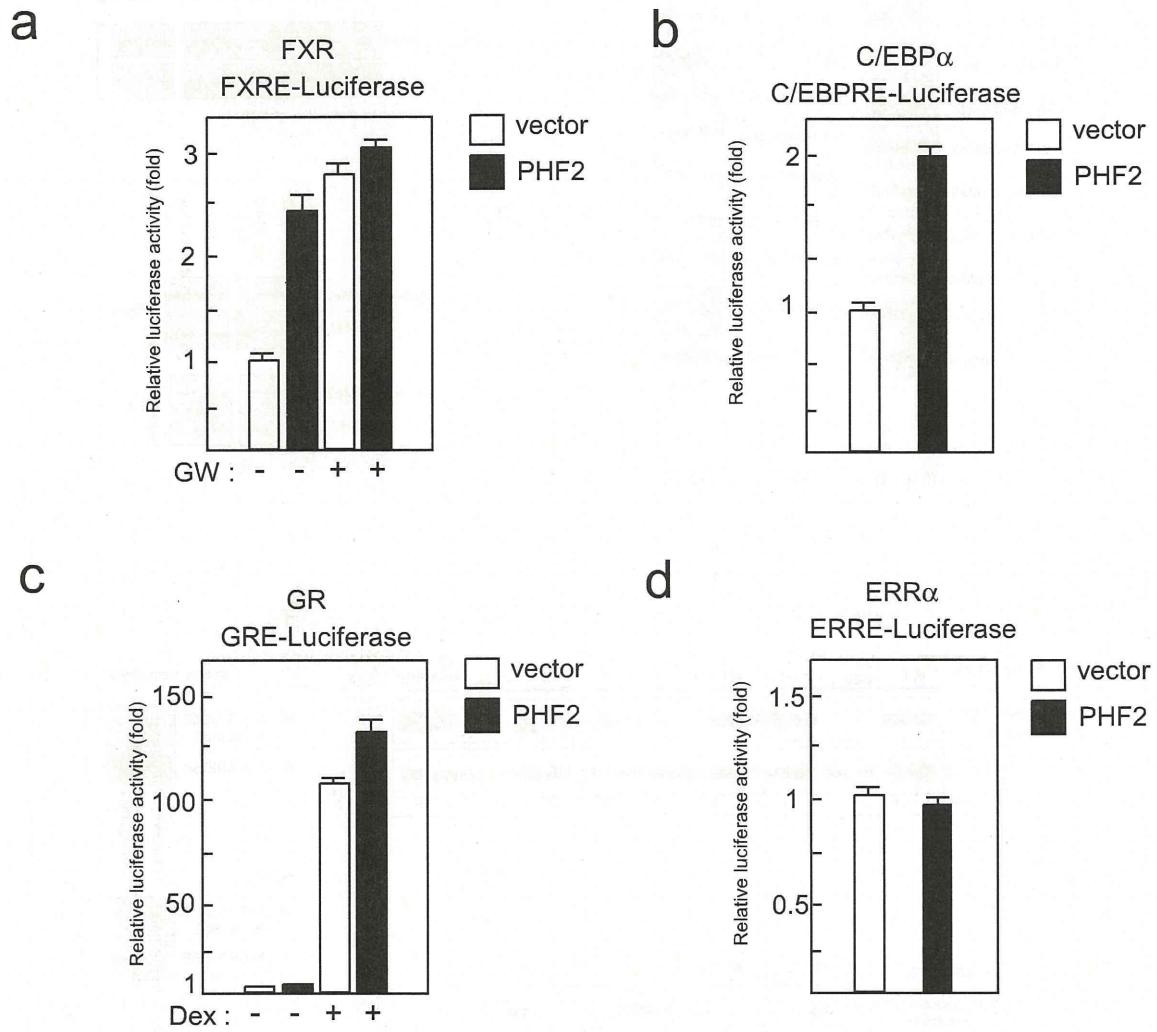 a
FXR
FXRE-Luciferase
vector
PHF2
Relative luciferase activity (fold)
3
2
1
GW : - - + +
b
C/EBPα
C/EBPRE-Luciferase
vector
PHF2
Relative luciferase activity (fold)
2
1
c
GR
GRE-Luciferase
vector
PHF2
Relative luciferase activity (fold)
150
100
50
1
Dex : - - + +
d
ERRα
ERRE-Luciferase
vector
PHF2
Relative luciferase activity (fold)
1.5
1
0.5